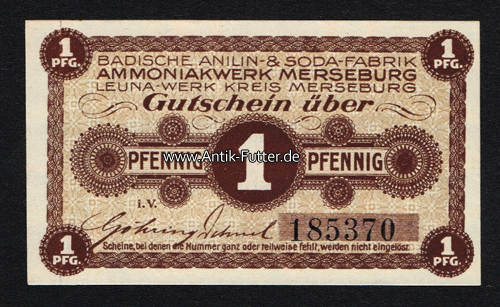 1 PFG. 1 PFG.
BADISCHE ANILIN-& SODA-FABRIK
AMMONIAKWERK MERSEBURG
LEUNA-WERK KREIS MERSEBURG
Gutschein über
www.Antik-Futter.de
PFENNIG 1 PFENNIG
i.V.
185370
Scheine, bei denen die Nummer ganz oder teilweise fehlt, werden nicht eingelöst.
1 PFG. 1 PFG.